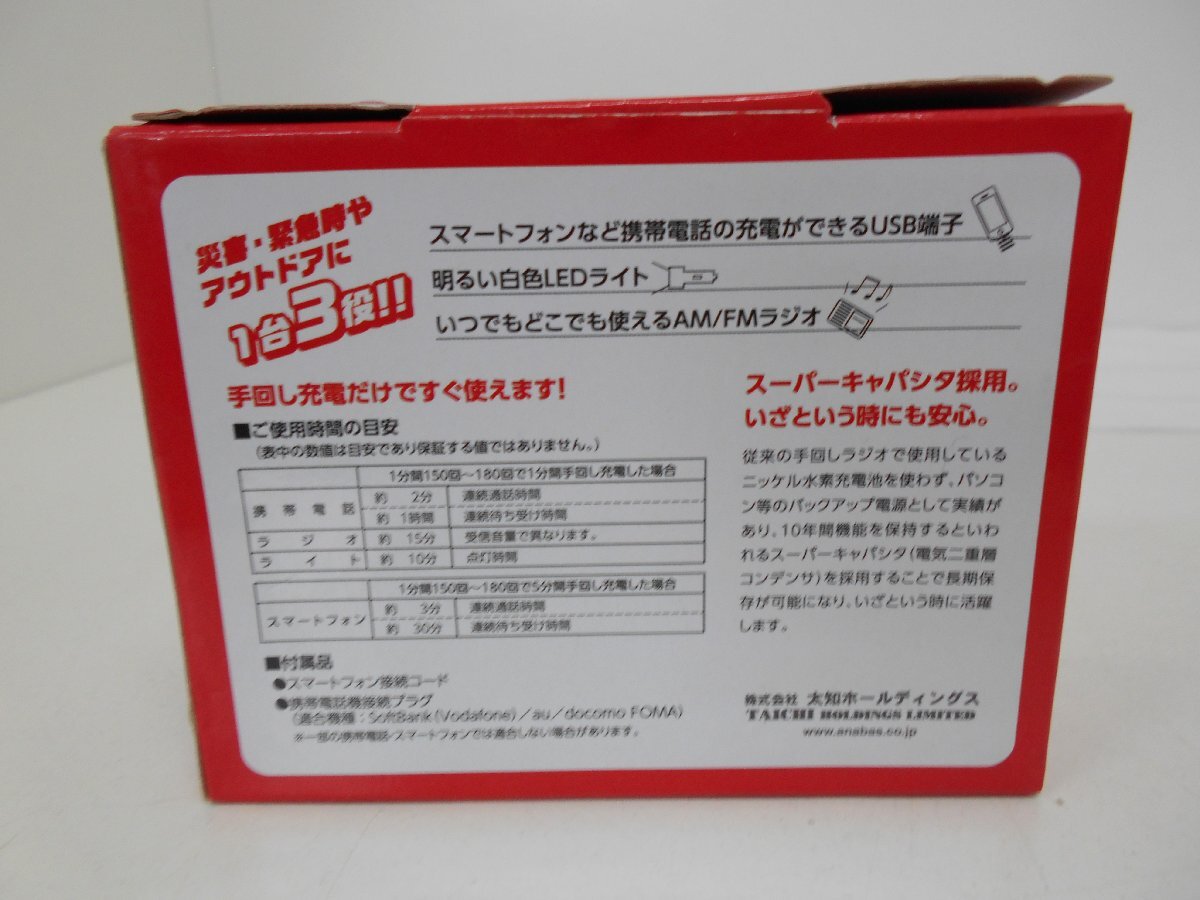 災害・緊急時や
アウトドアに
1台3役!!
スマートフォンなど携帯電話の充電ができるUSB端子
明るい白色LEDライト
いつでもどこでも使えるAM/FMラジオ
手回し充電だけですぐ使えます!
■ご使用時間の目安
(表中の数値は目安であり保証する値ではありません。)
1分間150回〜180回で1分間手回し充電した場合
携帯電話 約 2分 連続通話時間
約 1時間 連続待ち受け時間
ラジオ 約 15分 受信音量で異なります。
ライト 約 10分 点灯時間
1分間150回〜180回で5分間手回し充電した場合
スマートフォン 約 3分 連続通話時間
約 30分 連続待ち受け時間
■付属品
●スマートフォン接続コード
●携帯電話機接続プラグ
(適合機種:SoftBank(Vodafone)/au/docomo FOMA)
※一部の携帯電話/スマートフォンでは適合しない場合があります。
スーパーキャパシタ採用。
いざという時にも安心。
従来の手回しラジオで使用している
ニッケル水素充電池を使わず、パソコ
ン等のバックアップ電源として実績が
あり、10年間機能を保持するといわ
れるスーパーキャパシタ(電気二重層
コンデンサ)を採用することで長期保
存が可能になり、いざという時に活躍
します。
株式会社 太知ホールディングス
TAICHI HOLDINGS LIMITED
www.anabas.co.jp